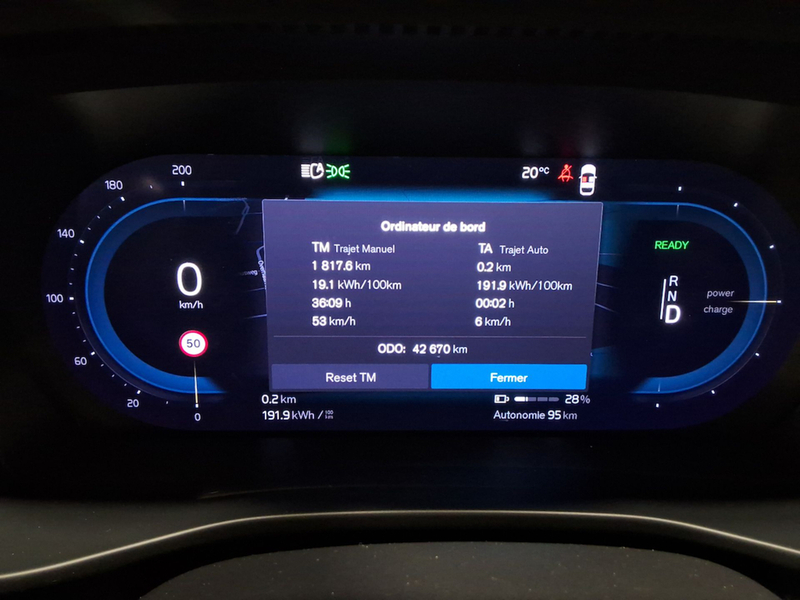 200
180
140
100
60
20
0
20°C
0
km/h
50
Ordinateur de bord
TM Trajet Manuel
1 817.6 km
19.1 kWh/100km
36:09 h
53 km/h
TA Trajet Auto
0.2 km
191.9 kWh/100km
00:02 h
6 km/h
ODO: 42 670 km
Reset TM
Fermer
READY
R
N
D
power
charge
0.2 km
191.9 kWh / 100 km
28%
Autonomie 95 km